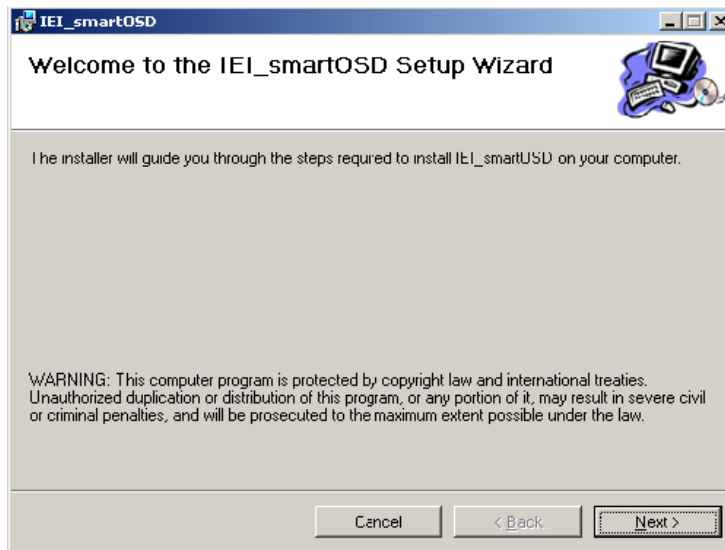 IEI_smartOSD
Welcome to the IEI_smartOSD Setup Wizard
The installer will guide you through the steps required to install IEI_smartOSD on your computer.
WARNING: This computer program is protected by copyright law and international treaties.
Unauthorized duplication or distribution of this program, or any portion of it, may result in severe civil
or criminal penalties, and will be prosecuted to the maximum extent possible under the law.
Cancel < Back Next >